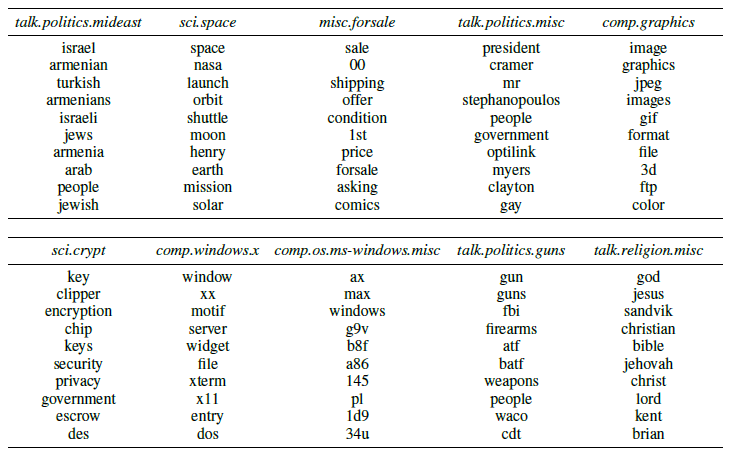 talk.politics.mideast sci.space misc.forsale talk.politics.misc comp.graphics
israel space sale president image
armenian nasa 00 cramer graphics
turkish launch shipping mr jpeg
armenians orbit offer stephanopoulos images
israeli shuttle condition people gif
jews moon 1st government format
armenia henry price optilink file
arab earth forsale myers 3d
people mission asking clayton ftp
jewish solar comics gay color
sci.crypt comp.windows.x comp.os.ms-windows.misc talk.politics.guns talk.religion.misc
key window ax gun god
clipper xx max guns jesus
encryption motif windows fbi sandvik
chip server g9v firearms christian
keys widget b8f atf bible
security file a86 batf jehovah
privacy xterm 145 weapons christ
government x11 pl people lord
escrow entry 1d9 waco kent
des dos 34u cdt brian